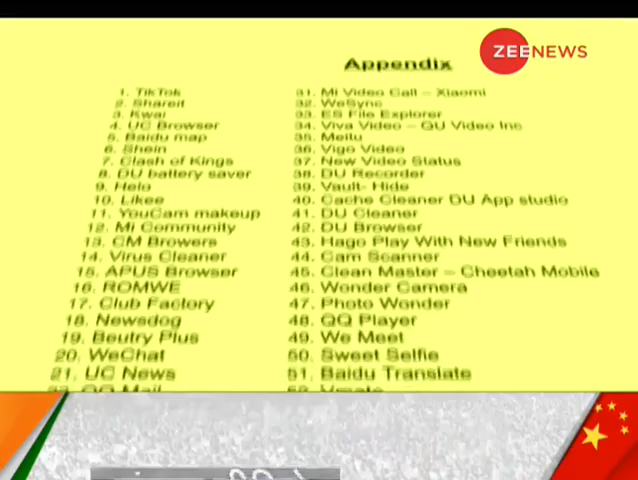 ZEENEWS
Appendix
1. TikTok
2. Shareit
3. Kwai
4. UC Browser
5. Baidu map
6. Shein
7. Clash of Kings
8. DU battery saver
9. Helo
10. Likee
11. YouCam makeup
12. Mi Community
13. CM Browers
14. Virus Cleaner
15. APUS Browser
16. ROMWE
17. Club Factory
18. Newsdog
19. Beutry Plus
20. WeChat
21. UC News
22. QQ Mail
31. Mi Video Call – Xiaomi
32. WeSync
33. ES File Explorer
34. Viva Video – QU Video Inc
35. Meitu
36. Vigo Video
37. New Video Status
38. DU Recorder
39. Vault- Hide
40. Cache Cleaner DU App studio
41. DU Cleaner
42. DU Browser
43. Hago Play With New Friends
44. Cam Scanner
45. Clean Master – Cheetah Mobile
46. Wonder Camera
47. Photo Wonder
48. QQ Player
49. We Meet
50. Sweet Selfie
51. Baidu Translate
52. Vmate